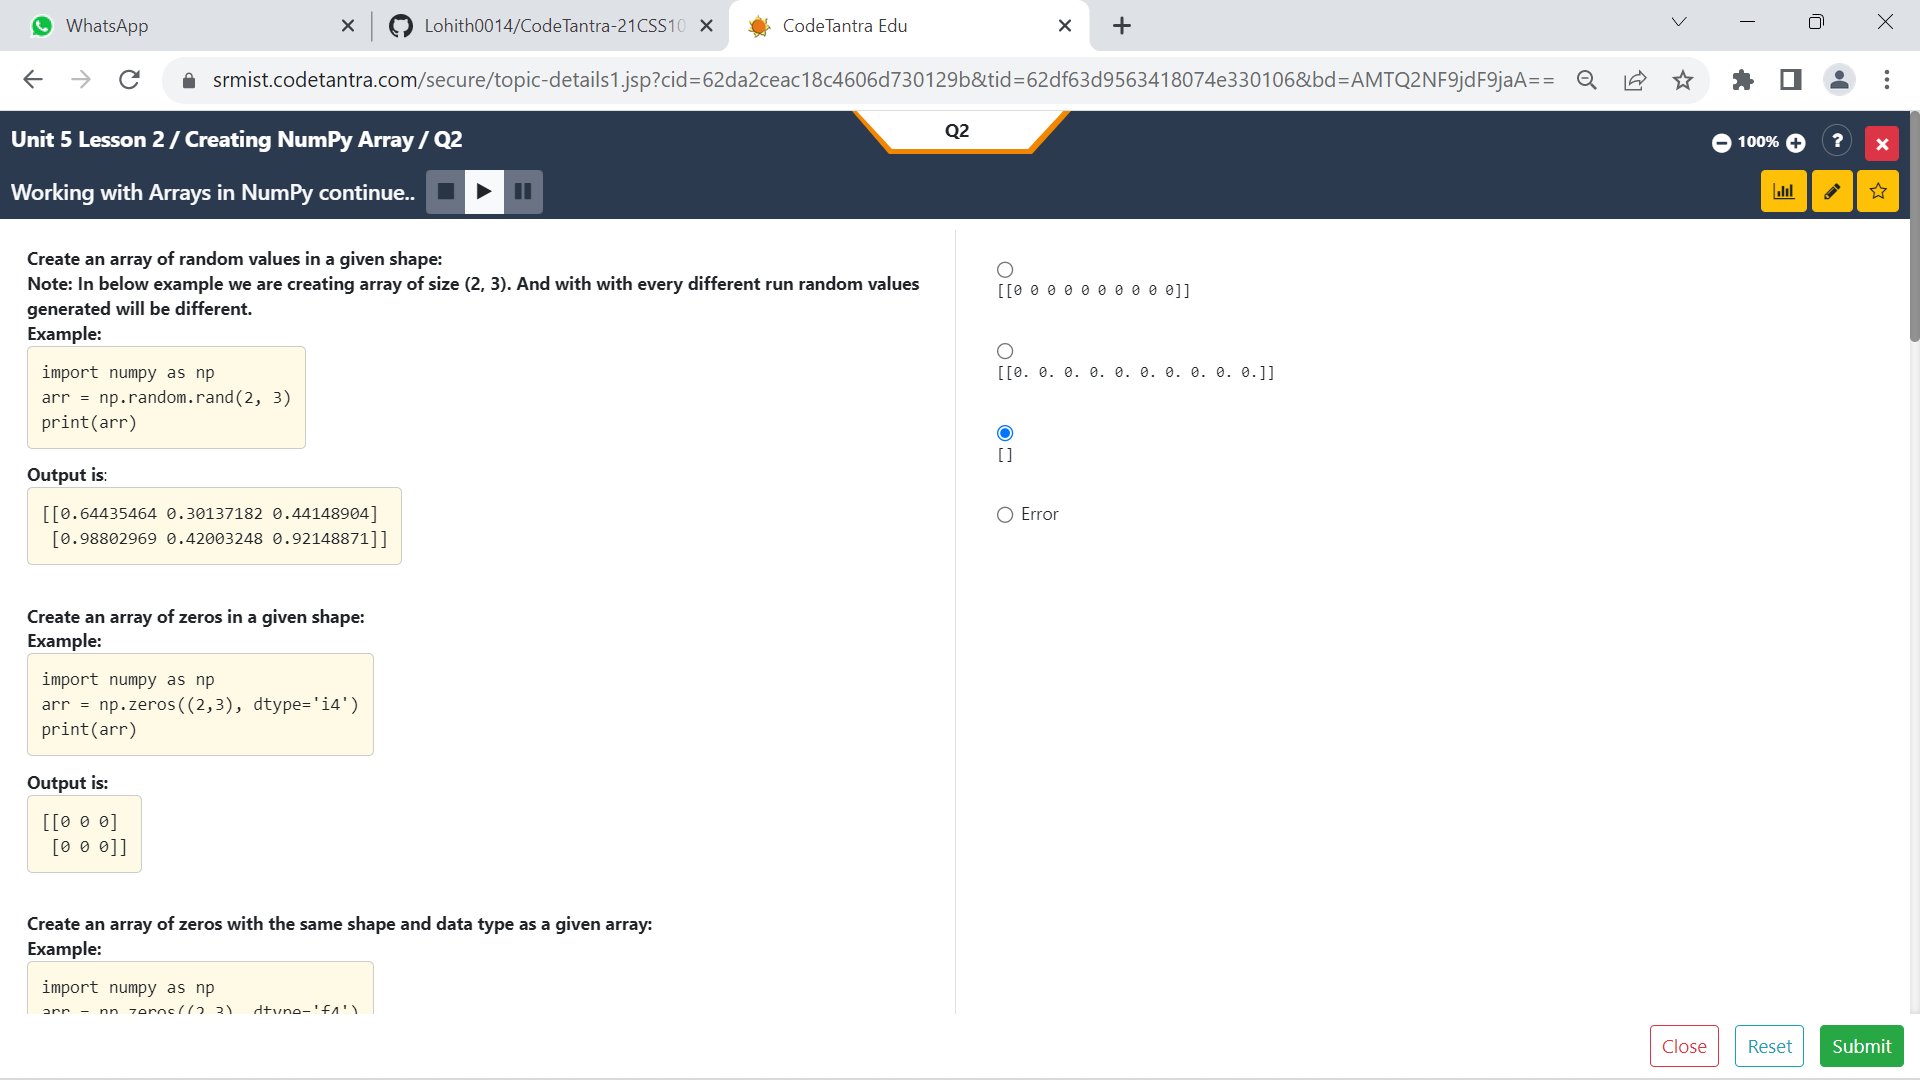 WhatsApp
Lohith0014/CodeTantra-21CSS10
CodeTantra Edu
srmist.codetantra.com/secure/topic-details1.jsp?cid=62da2ceac18c4606d730129b&tid=62df63d9563418074e330106&bd=AMTQ2NF9jdF9jaA==
Unit 5 Lesson 2 / Creating NumPy Array / Q2
Q2
100%
?
Working with Arrays in NumPy continue..
Create an array of random values in a given shape:
Note: In below example we are creating array of size (2, 3). And with with every different run random values
generated will be different.
Example:
import numpy as np
arr = np.random.rand(2, 3)
print(arr)
Output is:
[[0.64435464 0.30137182 0.44148904]
[0.98802969 0.42003248 0.92148871]]
Create an array of zeros in a given shape:
Example:
import numpy as np
arr = np.zeros((2,3), dtype='i4')
print(arr)
Output is:
[[0 0 0]
[0 0 0]]
Create an array of zeros with the same shape and data type as a given array:
Example:
import numpy as np
arr = np.zeros((2,3), dtype='f4')
[[0 0 0 0 0 0 0 0 0 0]]
[[0. 0. 0. 0. 0. 0. 0. 0. 0. 0.]]
[]
Error
Close
Reset
Submit